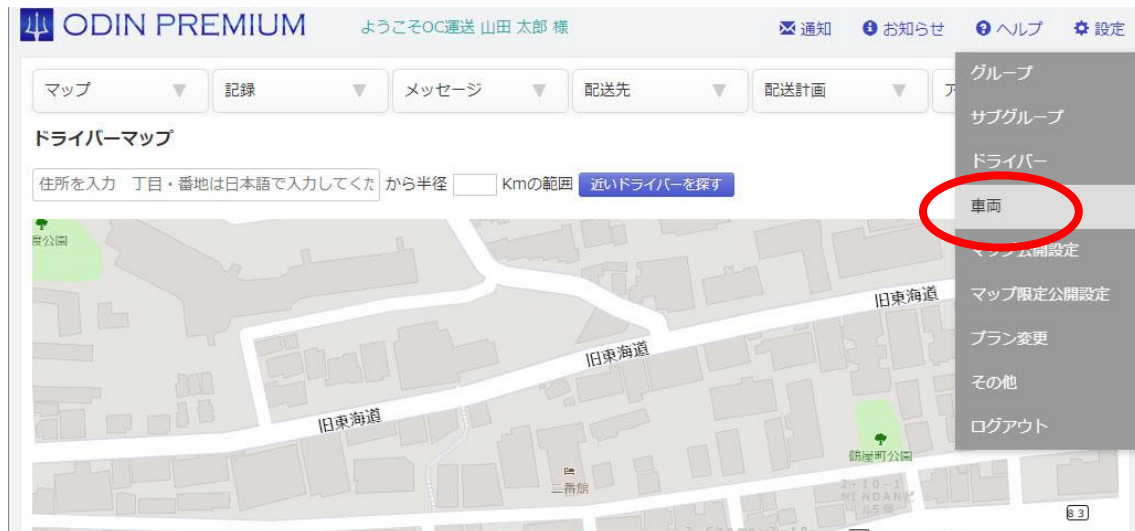 ODIN PREMIUM
ようこそOC運送 山田 太郎 様
通知
お知らせ
ヘルプ
設定
マップ
記録
メッセージ
配送先
配送計画
ア
グループ
サブグループ
ドライバー
車両
マップ公開設定
マップ限定公開設定
プラン変更
その他
ログアウト
ドライバーマップ
住所を入力 丁目・番地は日本語で入力してくだ から半径 Kmの範囲 近いドライバーを探す
公園
旧東海道
旧東海道
旧東海道
鶴屋町公園
二番館
2-10-1
83